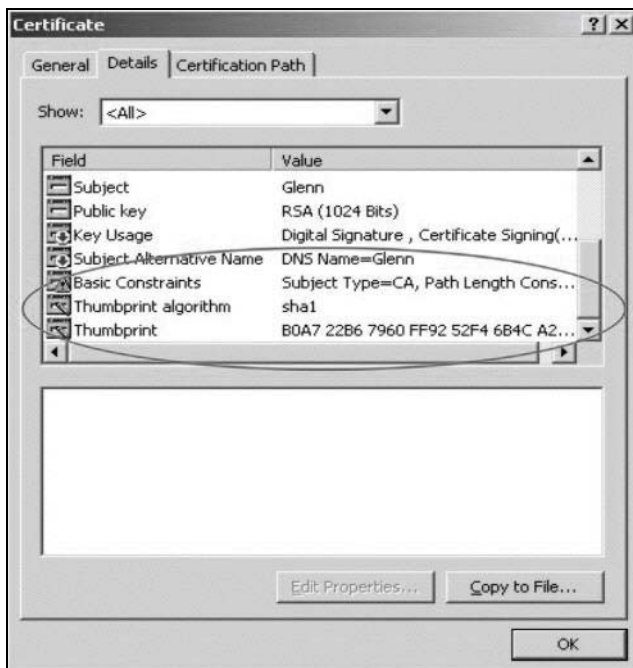 Certificate
General Details Certification Path
Show: <All>
Field Value
Subject Glenn
Public key RSA (1024 Bits)
Key Usage Digital Signature , Certificate Signing(...
Subject Alternative Name DNS Name=Glenn
Basic Constraints Subject Type=CA, Path Length Cons...
Thumbprint algorithm sha1
Thumbprint B0A7 22B6 7960 FF92 52F4 6B4C A2...
Edit Properties... Copy to File...
OK